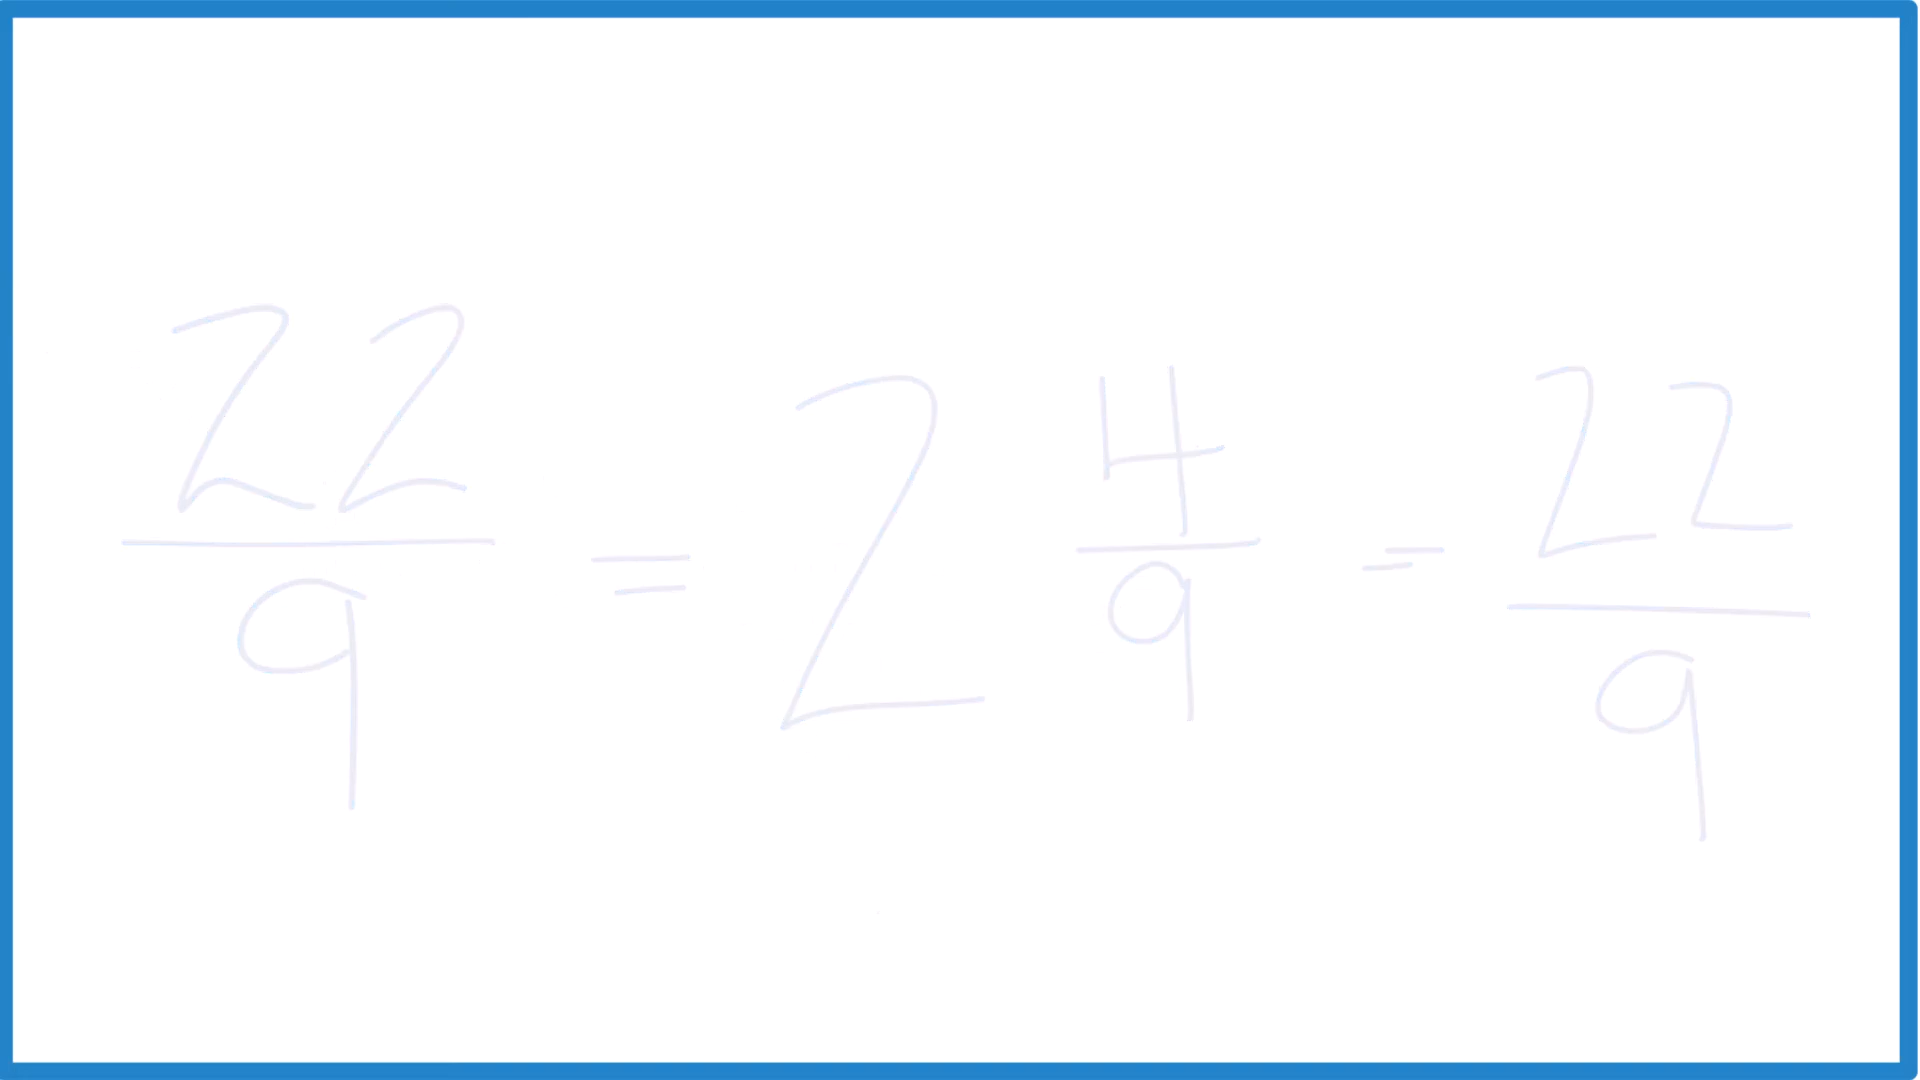 22/9 = 2 4/9 = 22/9